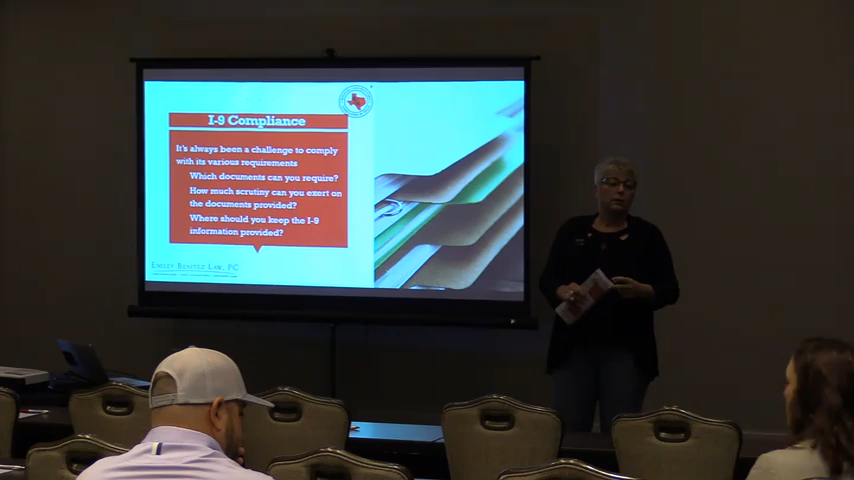 I-9 Compliance
It's always been a challenge to comply
with its various requirements
Which documents can you require?
How much scrutiny can you exert on
the documents provided?
Where should you keep the I-9
information provided?
Emily Benitez Law, PC